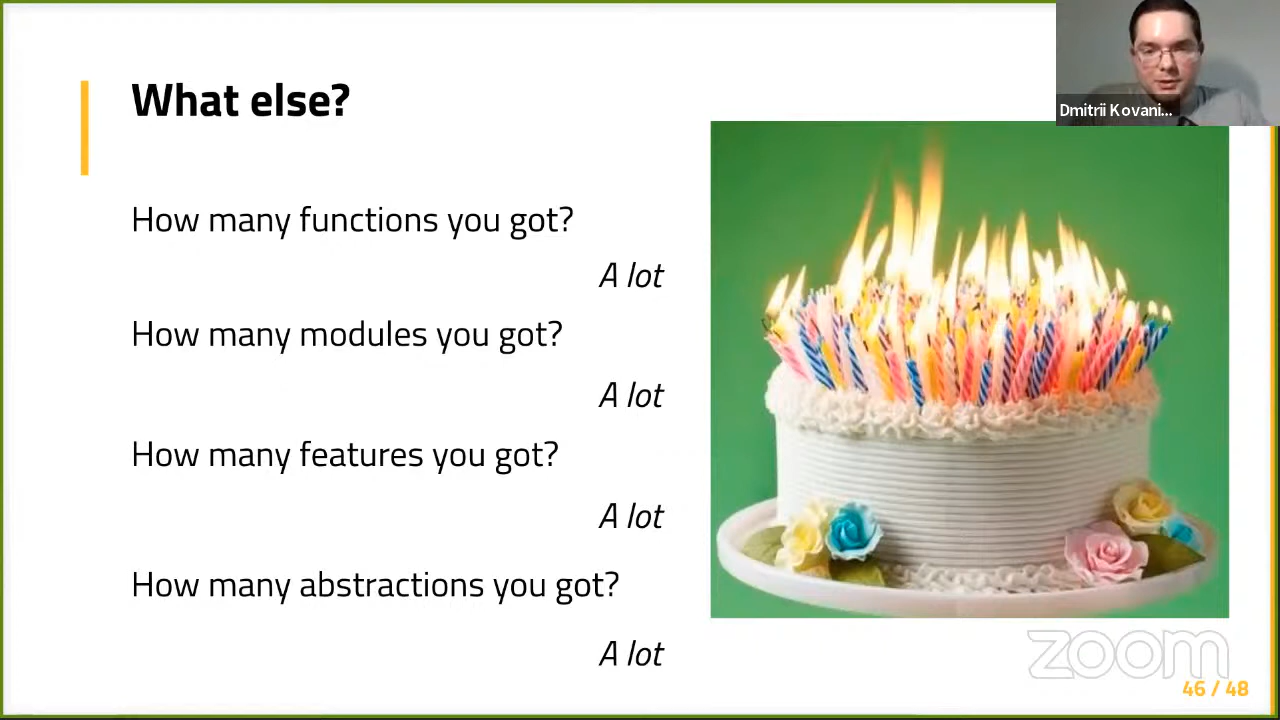 What else?
Dmitrii Kovani...
How many functions you got?
A lot
How many modules you got?
A lot
How many features you got?
A lot
How many abstractions you got?
A lot
zoom
46 / 48